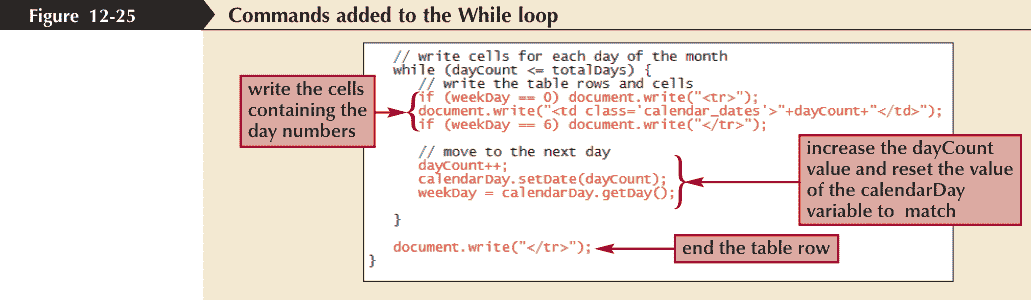 Figure 12-25
Commands added to the While loop
// write cells for each day of the month
while (dayCount <= totalDays) {
// write the table rows and cells
if (weekDay == 0) document.write("<tr>");
document.write("<td class='calendar_dates'>"+dayCount+"</td>");
if (weekDay == 6) document.write("</tr>");
// move to the next day
dayCount++;
calendarDay.setDate(dayCount);
weekDay = calendarDay.getDay();
}
document.write("</tr>");
}
write the cells
containing the
day numbers
increase the dayCount
value and reset the value
of the calendarDay
variable to match
end the table row